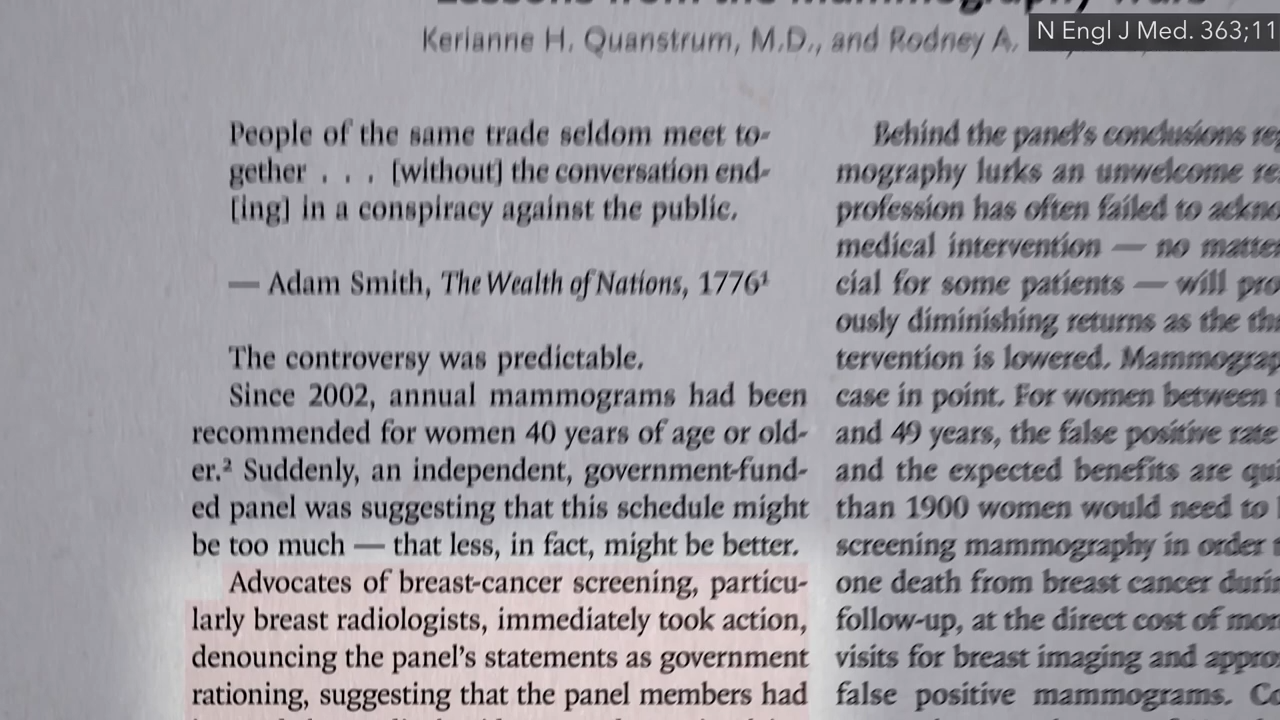 Lessons from the Mammography Wars
Kerianne H. Quanstrum, M.D., and Rodney A.
N Engl J Med. 363;11
People of the same trade seldom meet to-
gether . . . [without] the conversation end-
[ing] in a conspiracy against the public.
— Adam Smith, The Wealth of Nations, 1776¹
The controversy was predictable.
Since 2002, annual mammograms had been
recommended for women 40 years of age or old-
er.² Suddenly, an independent, government-fund-
ed panel was suggesting that this schedule might
be too much — that less, in fact, might be better.
Advocates of breast-cancer screening, particu-
larly breast radiologists, immediately took action,
denouncing the panel's statements as government
rationing, suggesting that the panel members had
Behind the panel's conclusions
mography lurks an unwelcome
profession has often failed to
medical intervention — no matter
cial for some patients — will
ously diminishing returns as the
tervention is lowered.
case in point. For women between
and 49 years, the false positive rate
and the expected benefits are
than 1900 women would need to
screening mammography in order
one death from breast cancer
follow-up, at the direct cost of
visits for breast imaging and
false positive mammograms.